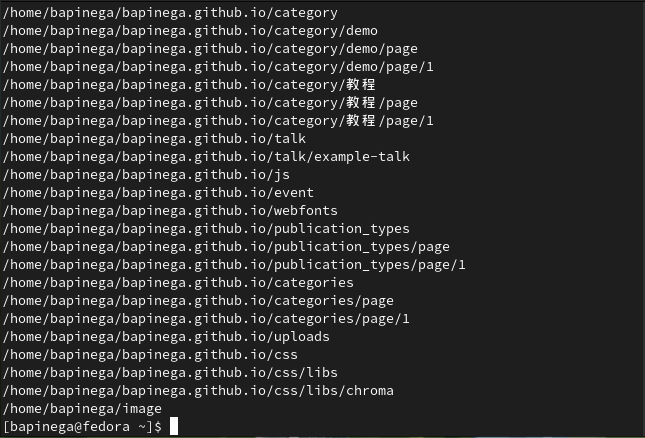 /home/bapinega/bapinega.github.io/category
/home/bapinega/bapinega.github.io/category/demo
/home/bapinega/bapinega.github.io/category/demo/page
/home/bapinega/bapinega.github.io/category/demo/page/1
/home/bapinega/bapinega.github.io/category/教程
/home/bapinega/bapinega.github.io/category/教程/page
/home/bapinega/bapinega.github.io/category/教程/page/1
/home/bapinega/bapinega.github.io/talk
/home/bapinega/bapinega.github.io/talk/example-talk
/home/bapinega/bapinega.github.io/js
/home/bapinega/bapinega.github.io/event
/home/bapinega/bapinega.github.io/webfonts
/home/bapinega/bapinega.github.io/publication_types
/home/bapinega/bapinega.github.io/publication_types/page
/home/bapinega/bapinega.github.io/publication_types/page/1
/home/bapinega/bapinega.github.io/categories
/home/bapinega/bapinega.github.io/categories/page
/home/bapinega/bapinega.github.io/categories/page/1
/home/bapinega/bapinega.github.io/uploads
/home/bapinega/bapinega.github.io/css
/home/bapinega/bapinega.github.io/css/libs
/home/bapinega/bapinega.github.io/css/libs/chroma
/home/bapinega/image
[bapinega@fedora ~]$